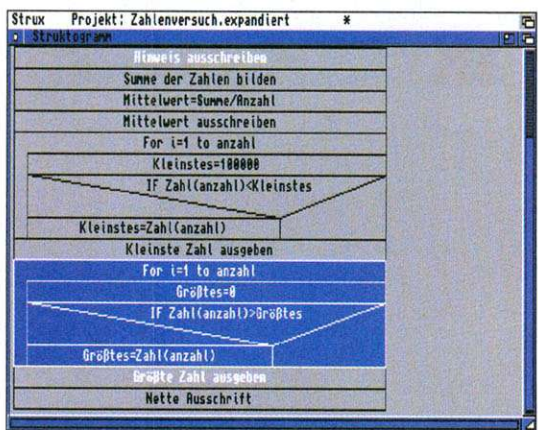 Strux Projekt: Zahlenversuch.expandiert *
Struktogramm
Hinweis ausschreiben
Summe der Zahlen bilden
Mittelwert=Summe/Anzahl
Mittelwert ausschreiben
For i=1 to anzahl
Kleinstes=100000
IF Zahl(anzahl)<Kleinstes
Kleinstes=Zahl(anzahl)
Kleinste Zahl ausgeben
For i=1 to anzahl
Größtes=0
IF Zahl(anzahl)>Größtes
Größtes=Zahl(anzahl)
Größte Zahl ausgeben
Nette Ausschrift